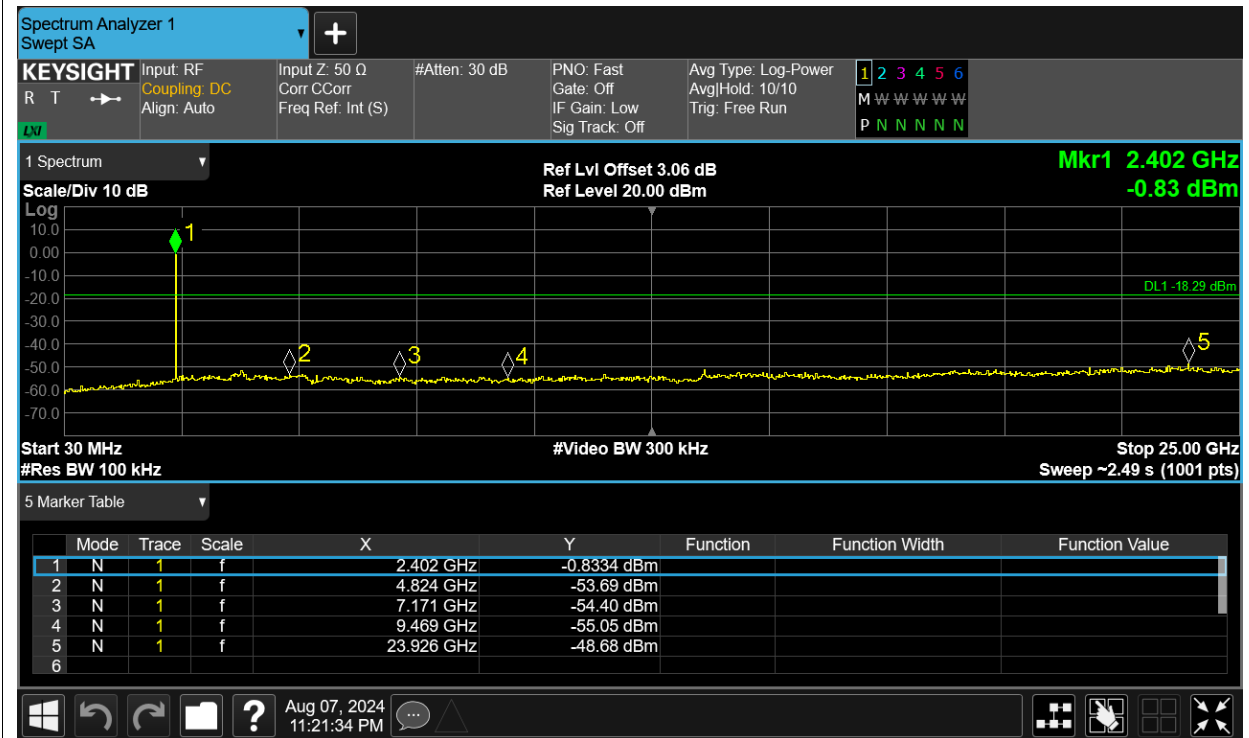 Spectrum Analyzer 1
Swept SA
KEYSIGHT
R T
LXI
Input: RF
Coupling: DC
Align: Auto
Input Z: 50 Ω
Corr CCorr
Freq Ref: Int (S)
#Atten: 30 dB
PNO: Fast
Gate: Off
IF Gain: Low
Sig Track: Off
Avg Type: Log-Power
Avg|Hold: 10/10
Trig: Free Run
1 2 3 4 5 6
M W W W W W
P N N N N N
1 Spectrum
Scale/Div 10 dB
Ref Lvl Offset 3.06 dB
Ref Level 20.00 dBm
Mkr1 2.402 GHz
-0.83 dBm
Log
10.0
0.00
-10.0
-20.0
-30.0
-40.0
-50.0
-60.0
-70.0
1
DL1 -18.29 dBm
2
3
4
5
Start 30 MHz
#Res BW 100 kHz
#Video BW 300 kHz
Stop 25.00 GHz
Sweep ~2.49 s (1001 pts)
5 Marker Table
Mode Trace Scale X Y Function Function Width Function Value
1 N 1 f 2.402 GHz -0.8334 dBm
2 N 1 f 4.824 GHz -53.69 dBm
3 N 1 f 7.171 GHz -54.40 dBm
4 N 1 f 9.469 GHz -55.05 dBm
5 N 1 f 23.926 GHz -48.68 dBm
6
?
Aug 07, 2024
11:21:34 PM